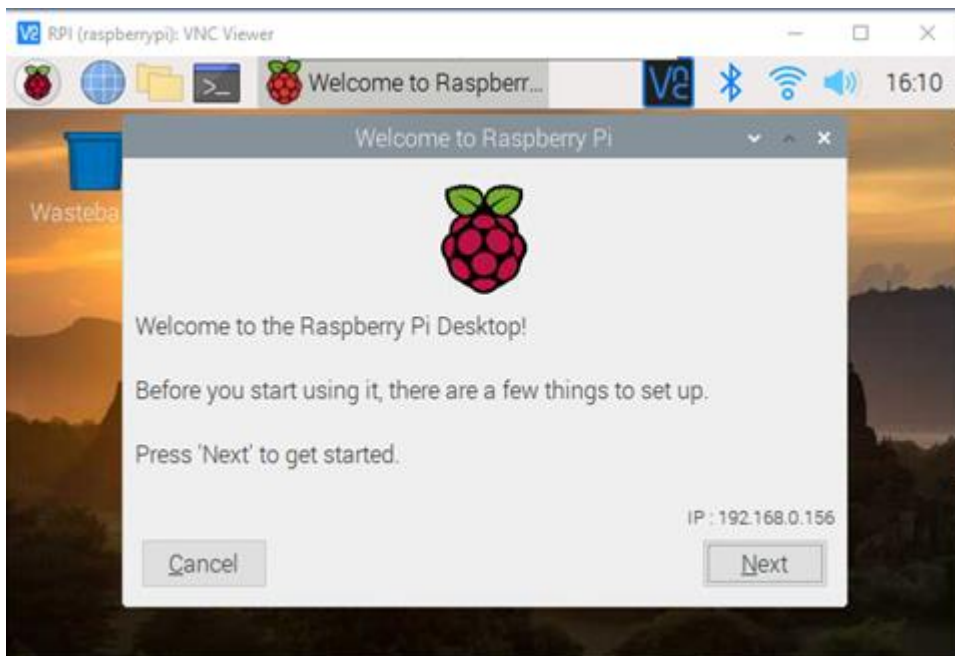 RPI (raspberrypi): VNC Viewer
Welcome to Raspberr...
16:10
Welcome to Raspberry Pi
Wasteba
Welcome to the Raspberry Pi Desktop!
Before you start using it, there are a few things to set up.
Press 'Next' to get started.
IP : 192.168.0.156
Cancel
Next